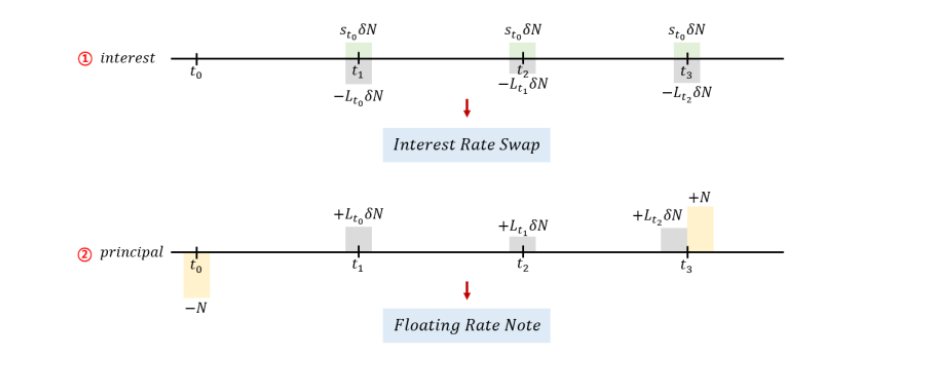 s_{t_0}δN s_{t_0}δN s_{t_0}δN
① interest
t_0 t_1 t_2 t_3
−L_{t_0}δN −L_{t_1}δN −L_{t_2}δN
Interest Rate Swap
+N
+L_{t_0}δN +L_{t_1}δN +L_{t_2}δN
② principal
t_0 t_1 t_2 t_3
−N
Floating Rate Note